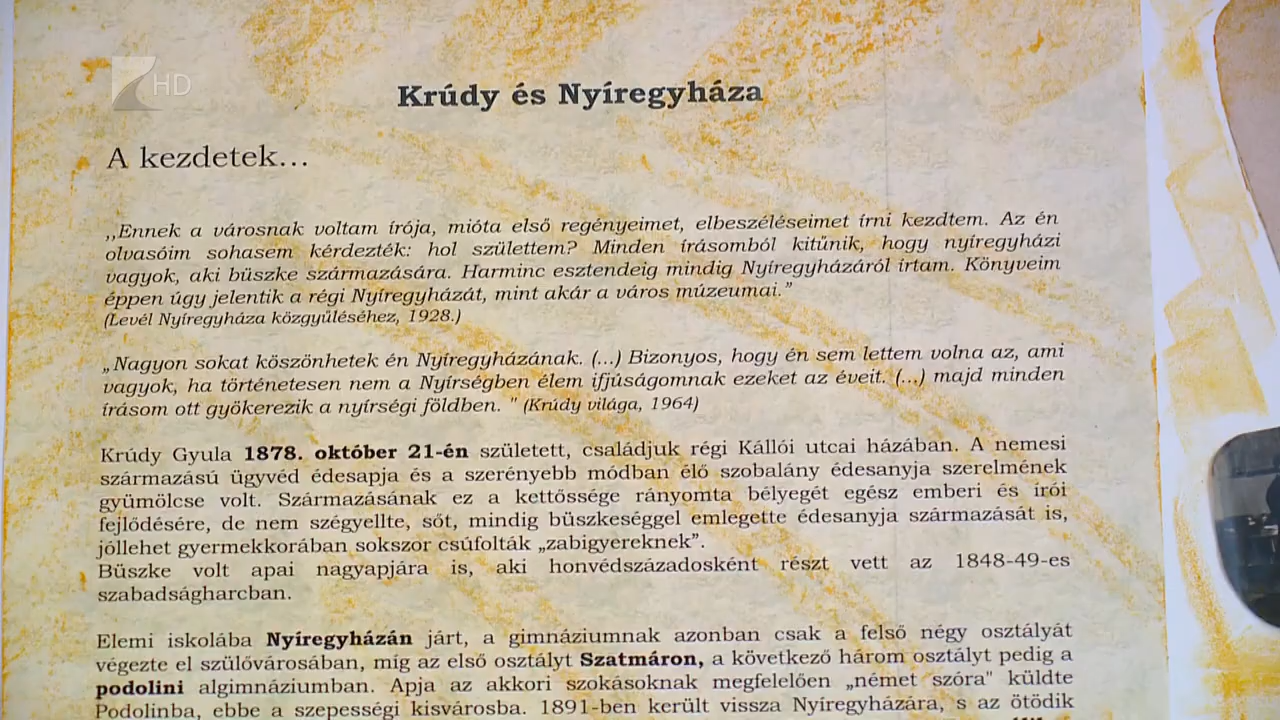 7 HD
Krúdy és Nyíregyháza
A kezdetek...
„Ennek a városnak voltam írója, mióta első regényeimet, elbeszéléseimet írni kezdtem. Az én
olvasóim sohasem kérdezték: hol születtem? Minden írásomból kitűnik, hogy nyíregyházi
vagyok, aki büszke származására. Harminc esztendeig mindig Nyíregyházáról írtam. Könyveim
éppen úgy jelentik a régi Nyíregyházát, mint akár a város múzeumai.”
(Levél Nyíregyháza közgyűléséhez, 1928.)
„Nagyon sokat köszönhetek én Nyíregyházának. (...) Bizonyos, hogy én sem lettem volna az, ami
vagyok, ha történetesen nem a Nyírségben élem ifjúságomnak ezeket az éveit. (...) majd minden
írásom ott gyökerezik a nyírségi földben. " (Krúdy világa, 1964)
Krúdy Gyula 1878. október 21-én született, családjuk régi Kállói utcai házában. A nemesi
származású ügyvéd édesapja és a szerényebb módban élő szobalány édesanyja szerelmének
gyümölcse volt. Származásának ez a kettőssége rányomta bélyegét egész emberi és írói
fejlődésére, de nem szégyellte, sőt, mindig büszkeséggel emlegette édesanyja származását is,
jóllehet gyermekkorában sokszor csúfolták „zabigyereknek”.
Büszke volt apai nagyapjára is, aki honvédszázadosként részt vett az 1848-49-es
szabadságharcban.
Elemi iskolába Nyíregyházán járt, a gimnáziumnak azonban csak a felső négy osztályát
végezte el szülővárosában, míg az első osztályt Szatmáron, a következő három osztályt pedig a
podolini algimnáziumban. Apja az akkori szokásoknak megfelelően „német szóra" küldte
Podolinba, ebbe a szepességi kisvárosba. 1891-ben került vissza Nyíregyházára, s az ötödik